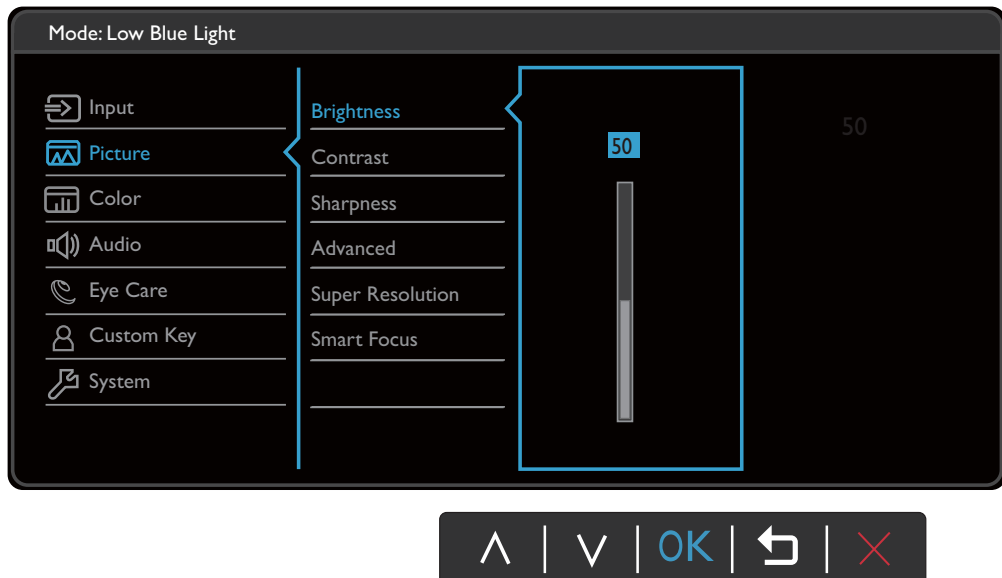 Mode: Low Blue Light
Input
Picture
Color
Audio
Eye Care
Custom Key
System
Brightness
Contrast
Sharpness
Advanced
Super Resolution
Smart Focus
50
50
OK